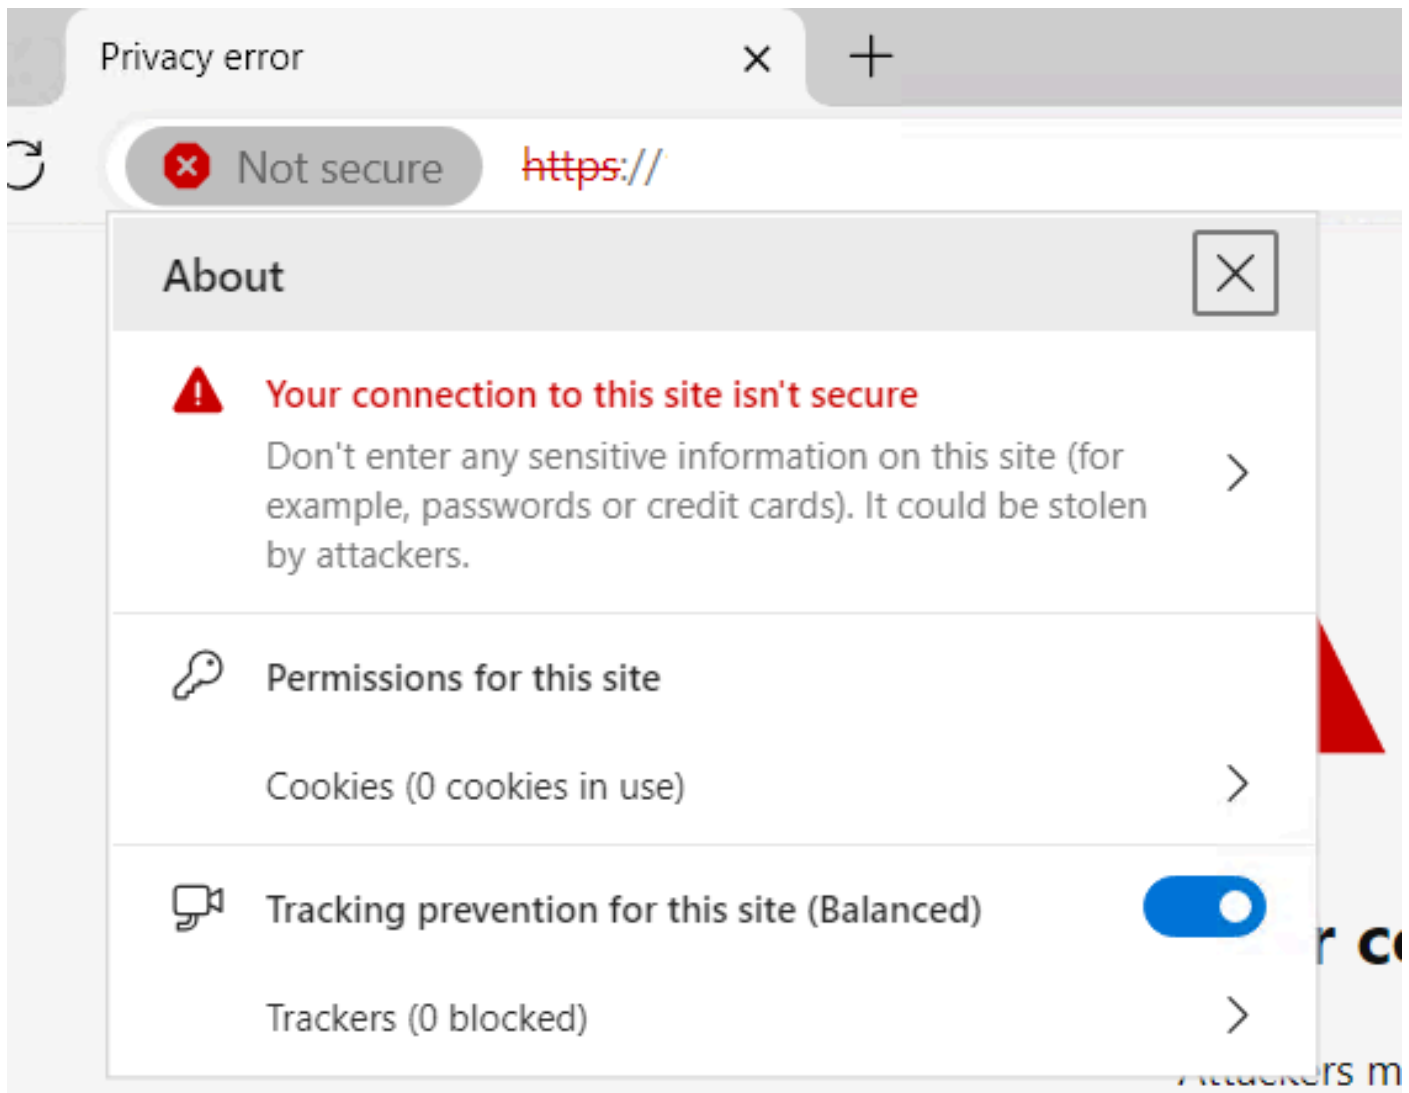 Privacy error
Not secure https://
About
Your connection to this site isn't secure
Don't enter any sensitive information on this site (for
example, passwords or credit cards). It could be stolen
by attackers.
Permissions for this site
Cookies (0 cookies in use)
Tracking prevention for this site (Balanced)
r co
Trackers (0 blocked)
Attackers m